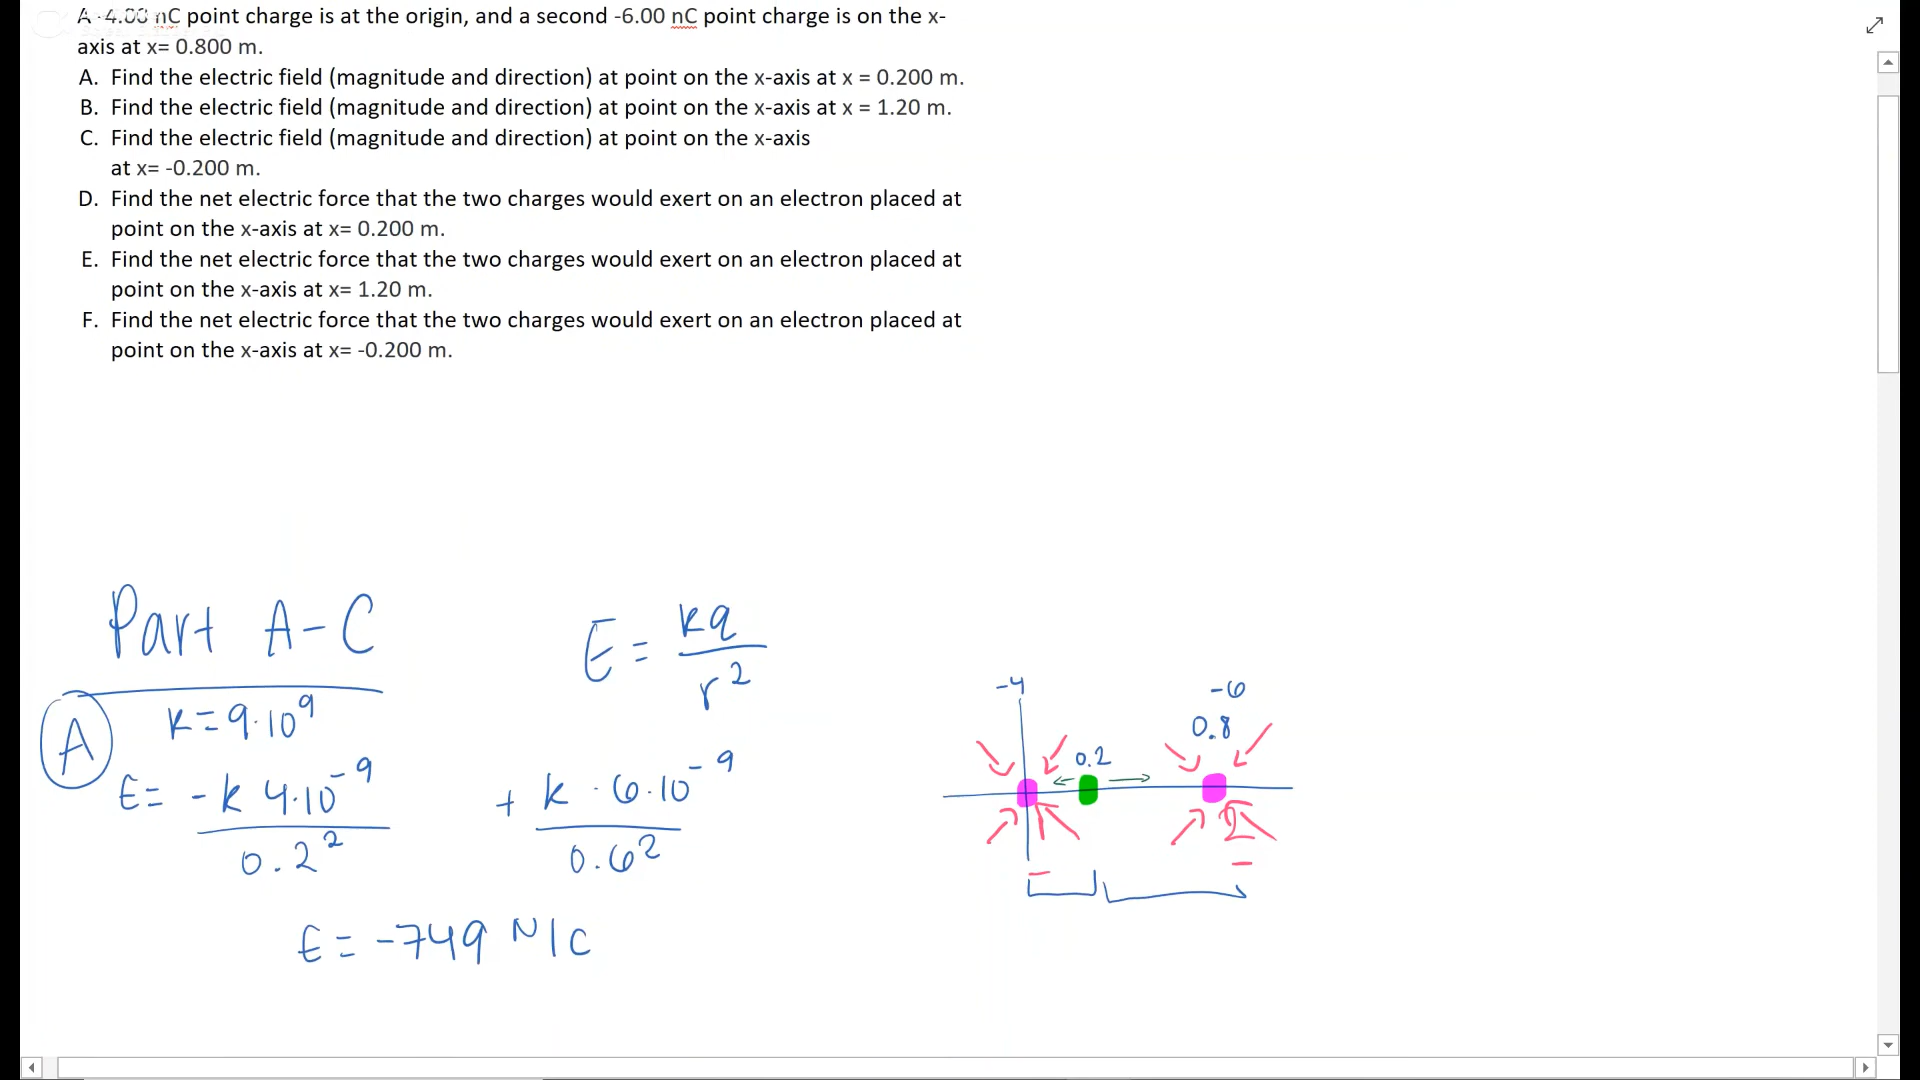 A -4.00 nC point charge is at the origin, and a second -6.00 nC point charge is on the x-
axis at x= 0.800 m.
A. Find the electric field (magnitude and direction) at point on the x-axis at x = 0.200 m.
B. Find the electric field (magnitude and direction) at point on the x-axis at x = 1.20 m.
C. Find the electric field (magnitude and direction) at point on the x-axis
at x= -0.200 m.
D. Find the net electric force that the two charges would exert on an electron placed at
point on the x-axis at x= 0.200 m.
E. Find the net electric force that the two charges would exert on an electron placed at
point on the x-axis at x= 1.20 m.
F. Find the net electric force that the two charges would exert on an electron placed at
point on the x-axis at x= -0.200 m.
Part A-C
E = kq / r²
A
k=9·10⁹
E= -k 4·10⁻⁹ / 0.2² + k · 6·10⁻⁹ / 0.6²
E = -749 N/C
-4
-6
0.8
0.2
1
2
-
-